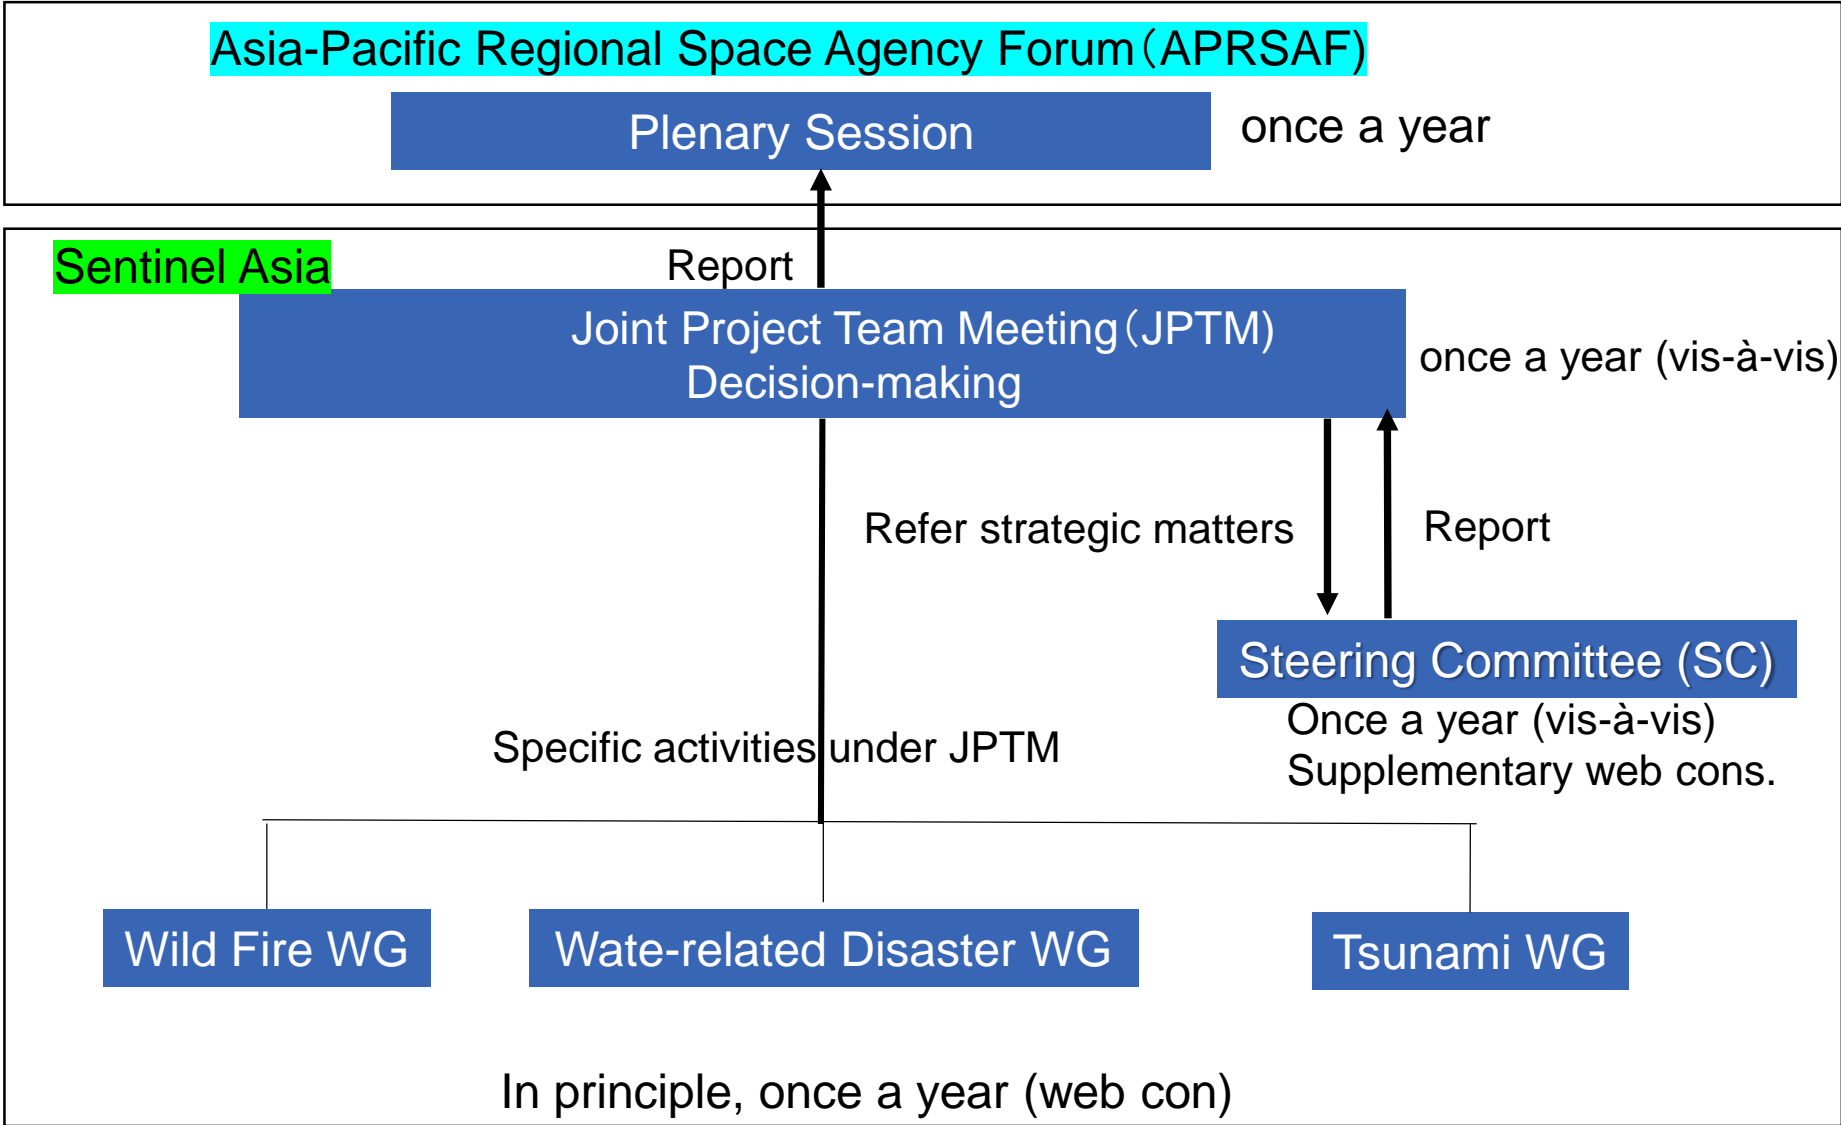 Asia-Pacific Regional Space Agency Forum（APRSAF)
Plenary Session
once a year
Sentinel Asia
Report
Joint Project Team Meeting（JPTM)
Decision-making
once a year (vis-à-vis)
Refer strategic matters
Report
Steering Committee (SC)
Once a year (vis-à-vis)
Supplementary web cons.
Specific activities under JPTM
Wild Fire WG
Wate-related Disaster WG
Tsunami WG
In principle, once a year (web con)